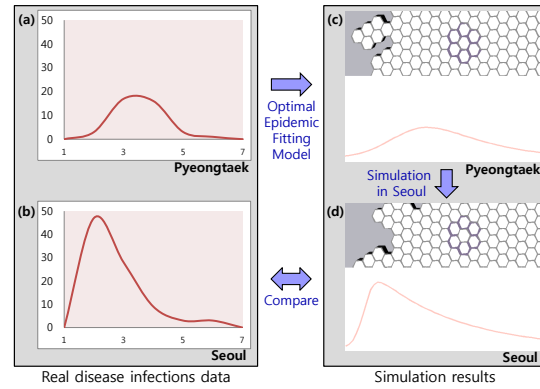 (a)
50
40
30
20
10
0
1 3 5 7
Pyeongtaek
Optimal
Epidemic
Fitting
Model
(c)
Pyeongtaek
Simulation
in Seoul
(b)
50
40
30
20
10
0
1 3 5 7
Seoul
Compare
(d)
Seoul
Real disease infections data
Simulation results